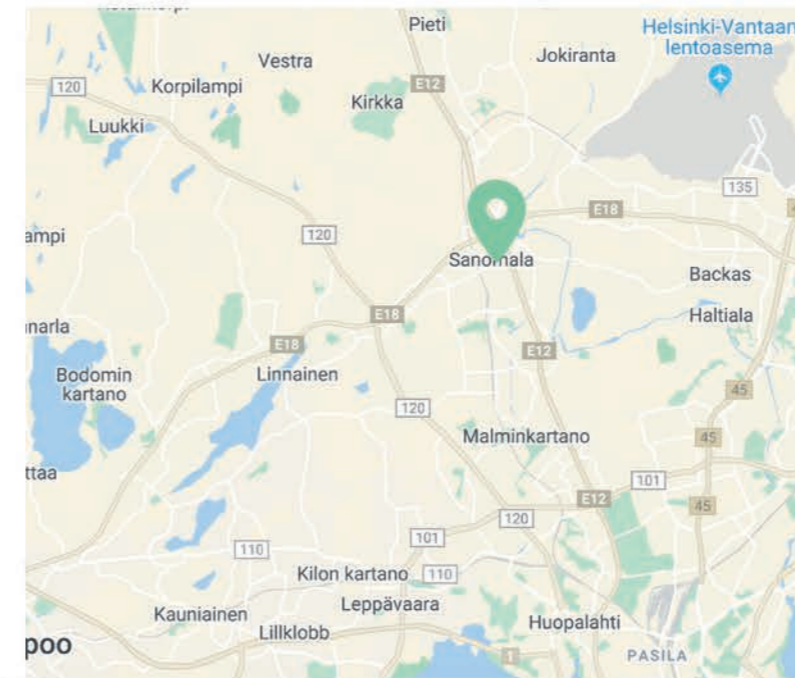 Pieti
Helsinki-Vantaan
lentoasema
Jokiranta
Vestra
E12
120
Korpilampi
Kirkka
Luukki
135
E18
120
ampi
Sanomala
Backas
Haltiala
E18
narla
E18
E12
Bodomin
kartano
Linnainen
45
120
Malminkartano
45
ttaa
101
E12
45
120
101
110
Kilon kartano
110
Leppävaara
Kauniainen
Huopalahti
Lillklobb
poo
1
PASILA